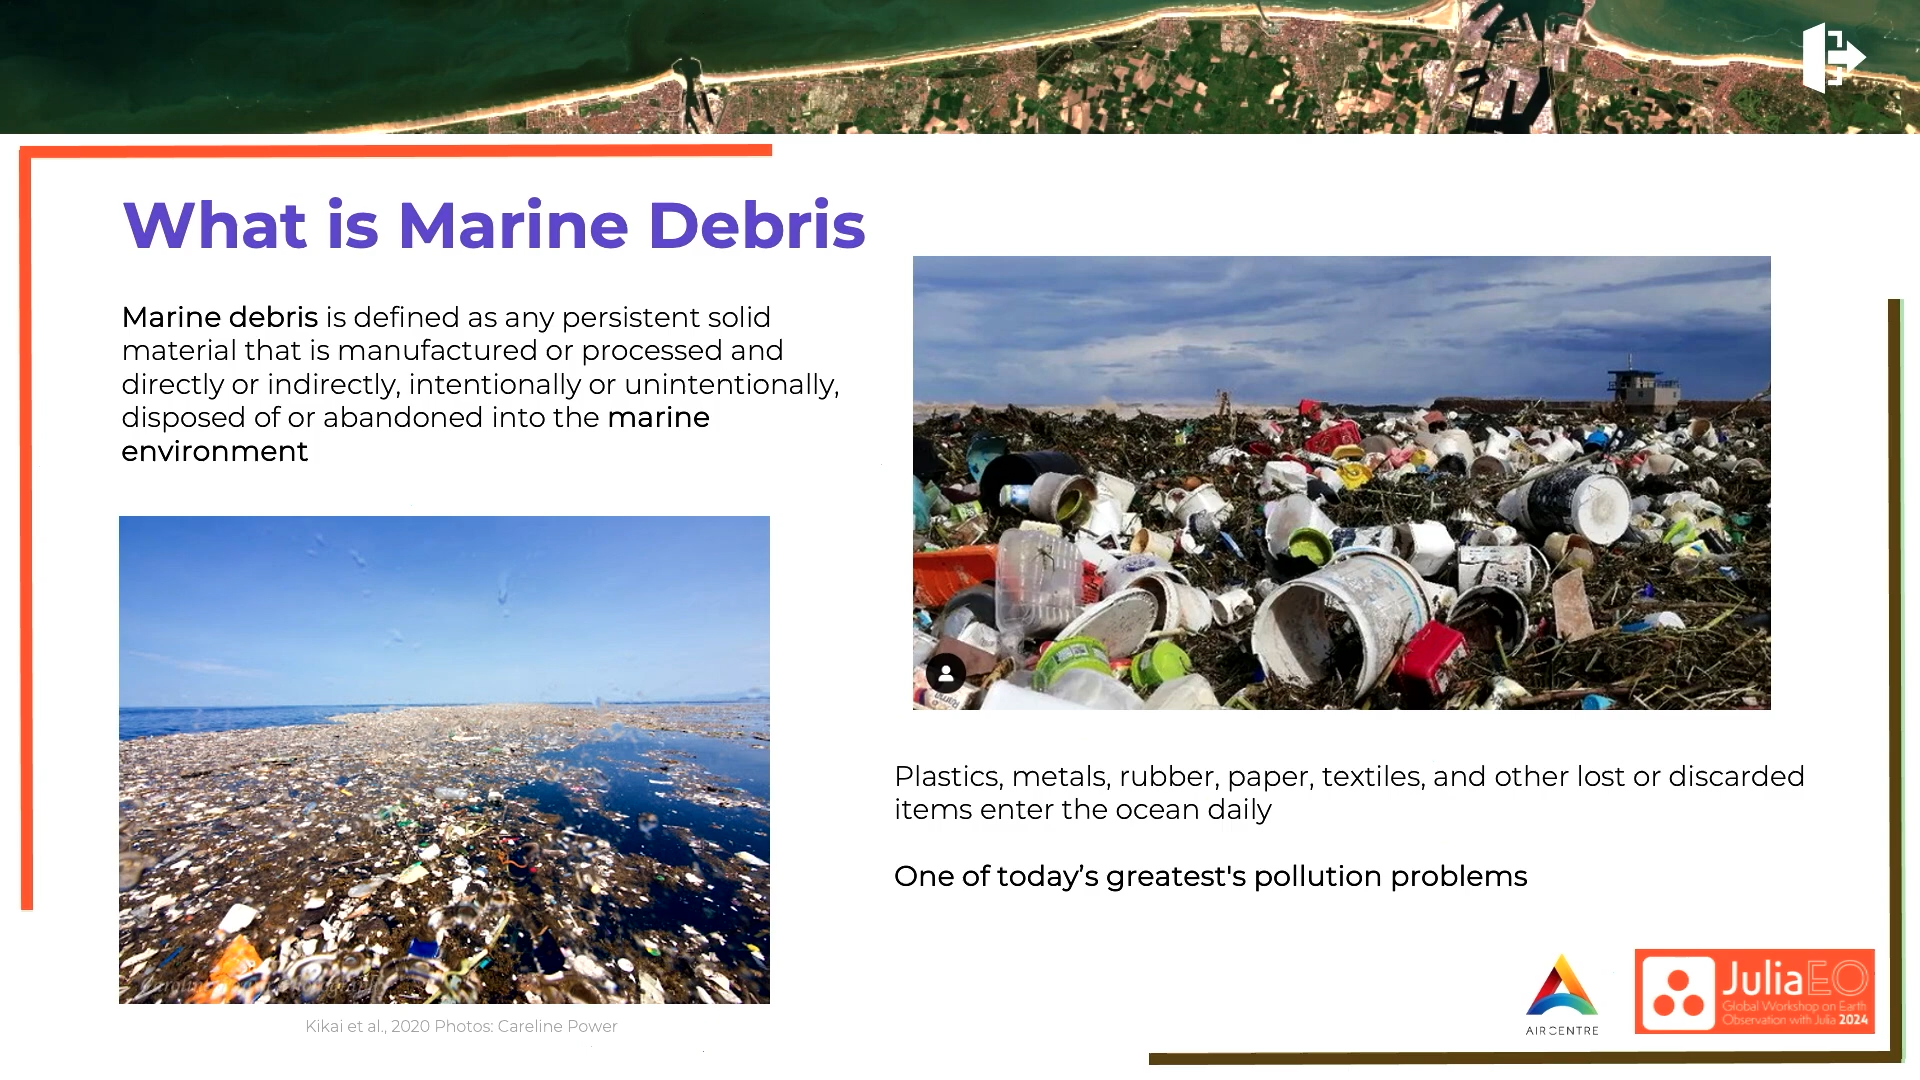 What is Marine Debris
Marine debris is defined as any persistent solid
material that is manufactured or processed and
directly or indirectly, intentionally or unintentionally,
disposed of or abandoned into the marine
environment
Kikai et al., 2020 Photos: Careline Power
Plastics, metals, rubber, paper, textiles, and other lost or discarded
items enter the ocean daily
One of today’s greatest's pollution problems
AIR CENTRE
JuliaEO
Global Workshop on Earth
Observation with Julia 2024